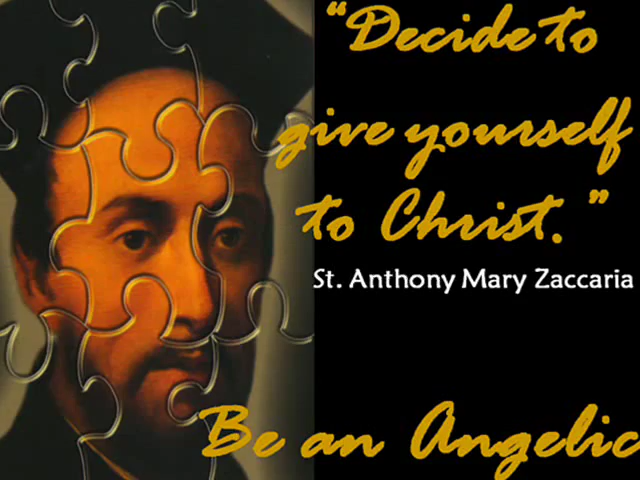 “Decide to
give yourself
to Christ.”
St. Anthony Mary Zaccaria
Be an Angelic